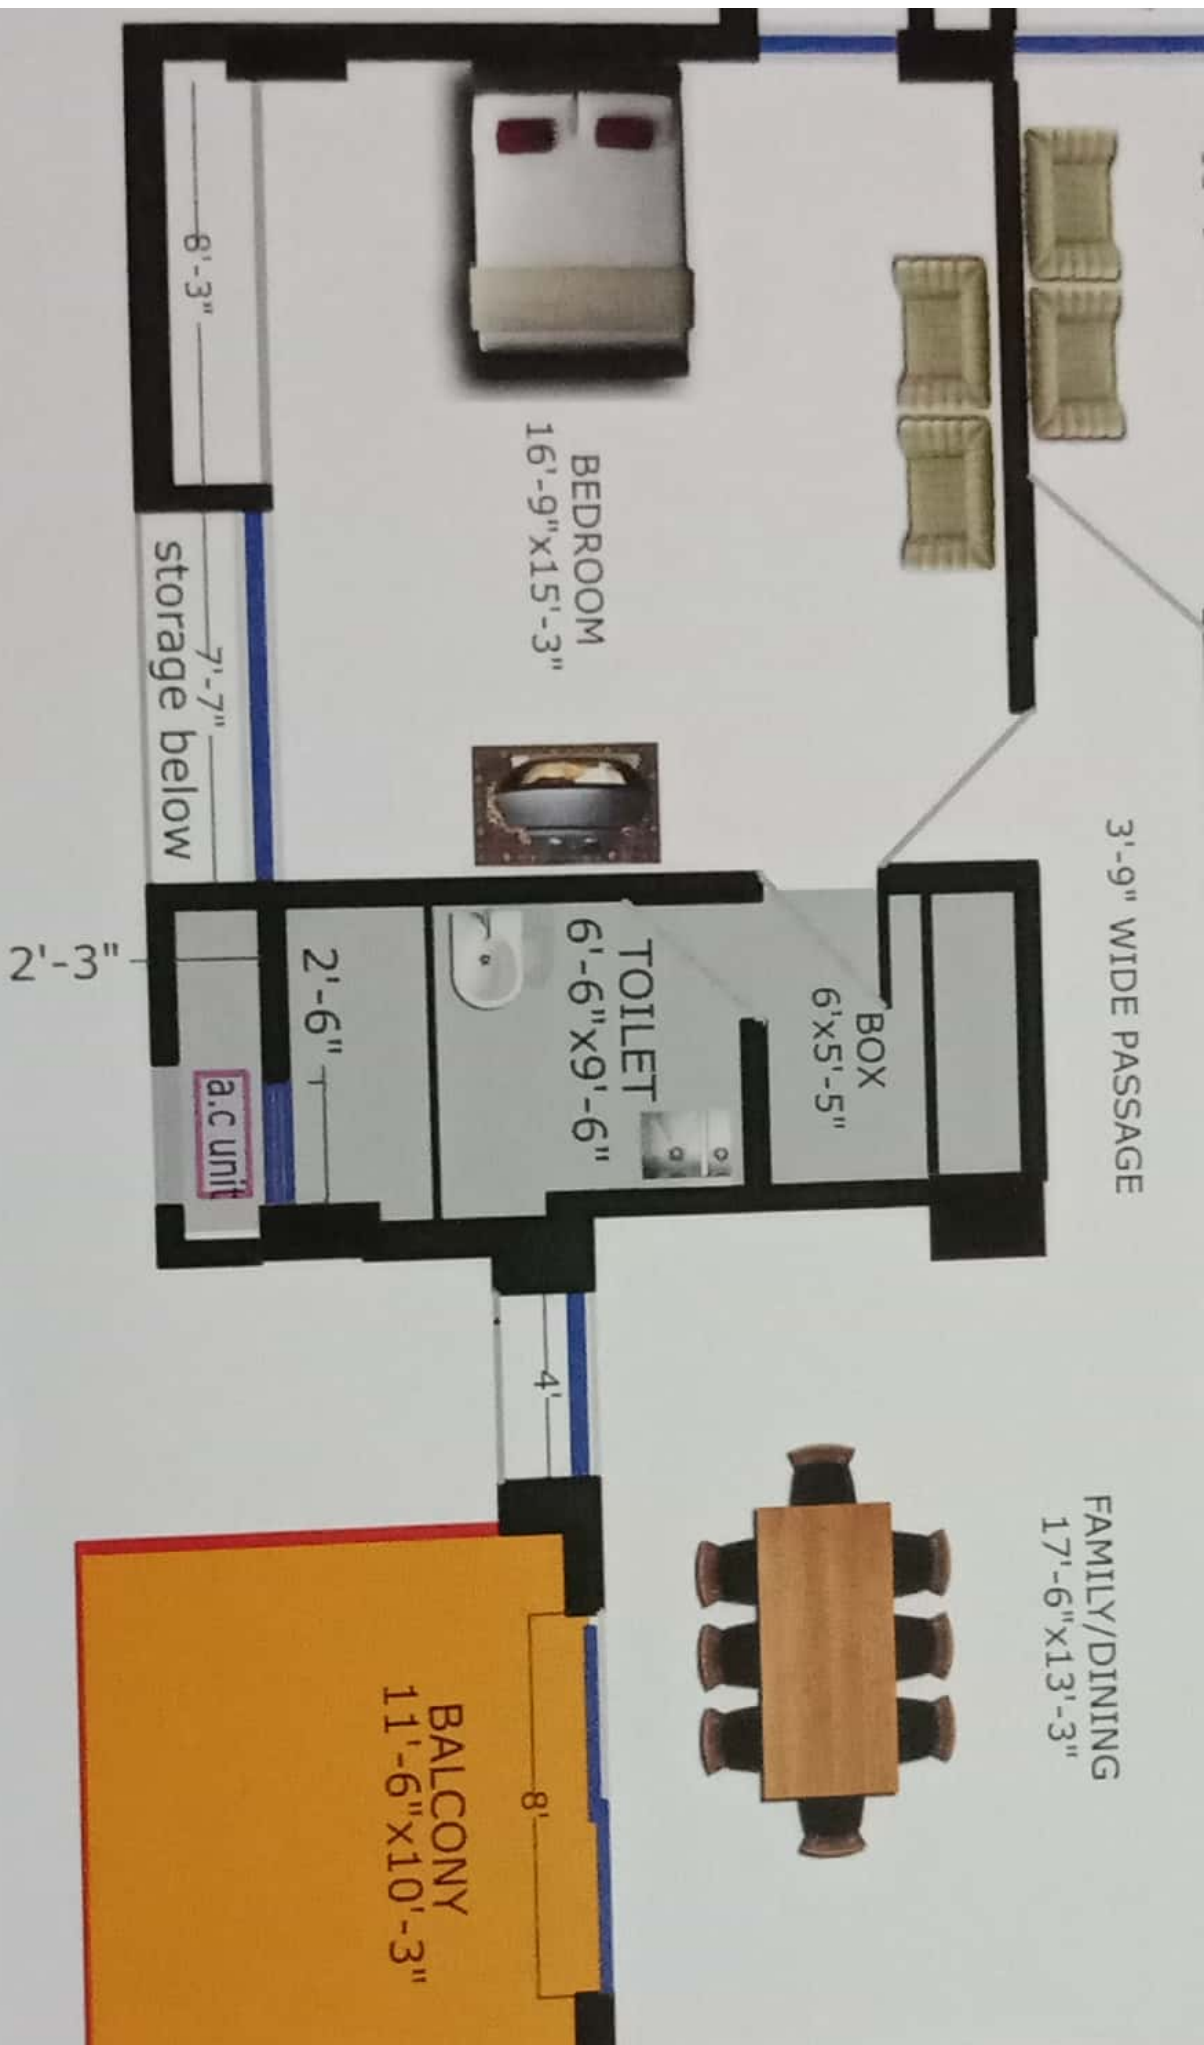 8'-3"
BEDROOM
16'-9"x15'-3"
storage below
7'-7"
3'-9" WIDE PASSAGE
BOX
6'x5'-5"
TOILET
6'-6"x9'-6"
2'-6"
2'-3"
a.c unit
4'
FAMILY/DINING
17'-6"x13'-3"
8'
BALCONY
11'-6"x10'-3"